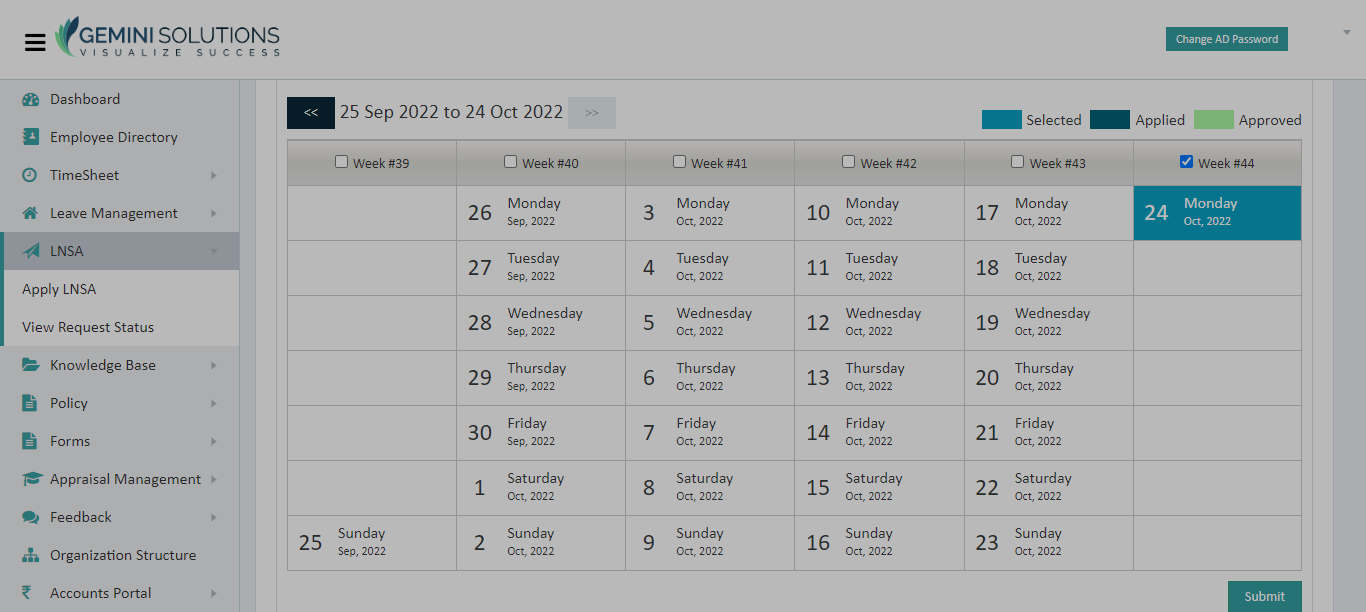 GEMINI SOLUTIONS
VISUALIZE SUCCESS
Change AD Password
Dashboard
Employee Directory
TimeSheet
Leave Management
LNSA
Apply LNSA
View Request Status
Knowledge Base
Policy
Forms
Appraisal Management
Feedback
Organization Structure
Accounts Portal
<< 25 Sep 2022 to 24 Oct 2022 >>
Selected Applied Approved
Week #39 Week #40 Week #41 Week #42 Week #43 Week #44
26 Monday 3 Monday 10 Monday 17 Monday 24 Monday
Sep, 2022 Oct, 2022 Oct, 2022 Oct, 2022 Oct, 2022
27 Tuesday 4 Tuesday 11 Tuesday 18 Tuesday
Sep, 2022 Oct, 2022 Oct, 2022 Oct, 2022
28 Wednesday 5 Wednesday 12 Wednesday 19 Wednesday
Sep, 2022 Oct, 2022 Oct, 2022 Oct, 2022
29 Thursday 6 Thursday 13 Thursday 20 Thursday
Sep, 2022 Oct, 2022 Oct, 2022 Oct, 2022
30 Friday 7 Friday 14 Friday 21 Friday
Sep, 2022 Oct, 2022 Oct, 2022 Oct, 2022
1 Saturday 8 Saturday 15 Saturday 22 Saturday
Oct, 2022 Oct, 2022 Oct, 2022 Oct, 2022
25 Sunday 2 Sunday 9 Sunday 16 Sunday 23 Sunday
Sep, 2022 Oct, 2022 Oct, 2022 Oct, 2022 Oct, 2022
Submit